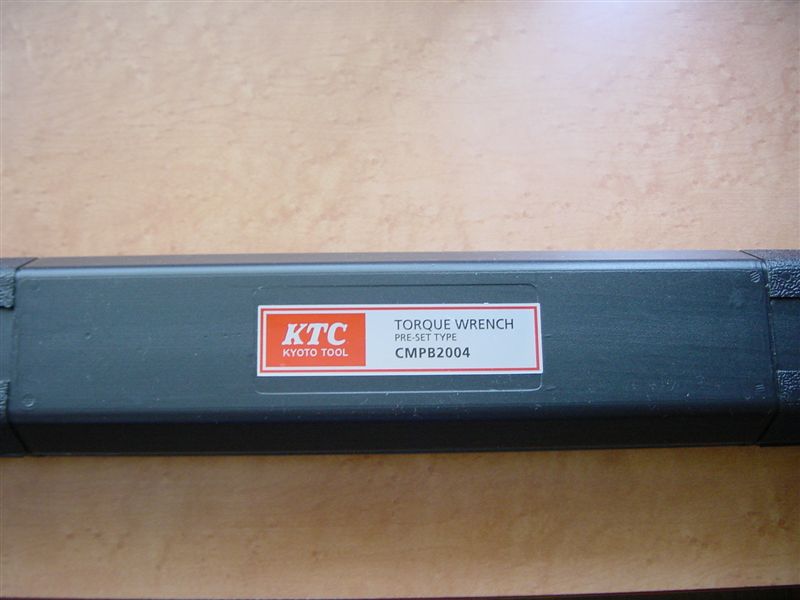 KTC
KYOTO TOOL
TORQUE WRENCH
PRE-SET TYPE
CMPB2004